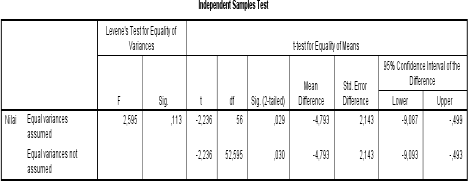 Independent Samples Test
Levene's Test for Equality of Variances
t-test for Equality of Means
95% Confidence Interval of the Difference
F Sig. t df Sig. (2-tailed) Mean Difference Std. Error Difference Lower Upper
Nilai Equal variances assumed 2,595 ,113 -2,236 56 ,029 -4,793 2,143 -9,087 -,499
Equal variances not assumed -2,236 52,595 ,030 -4,793 2,143 -9,093 -,493